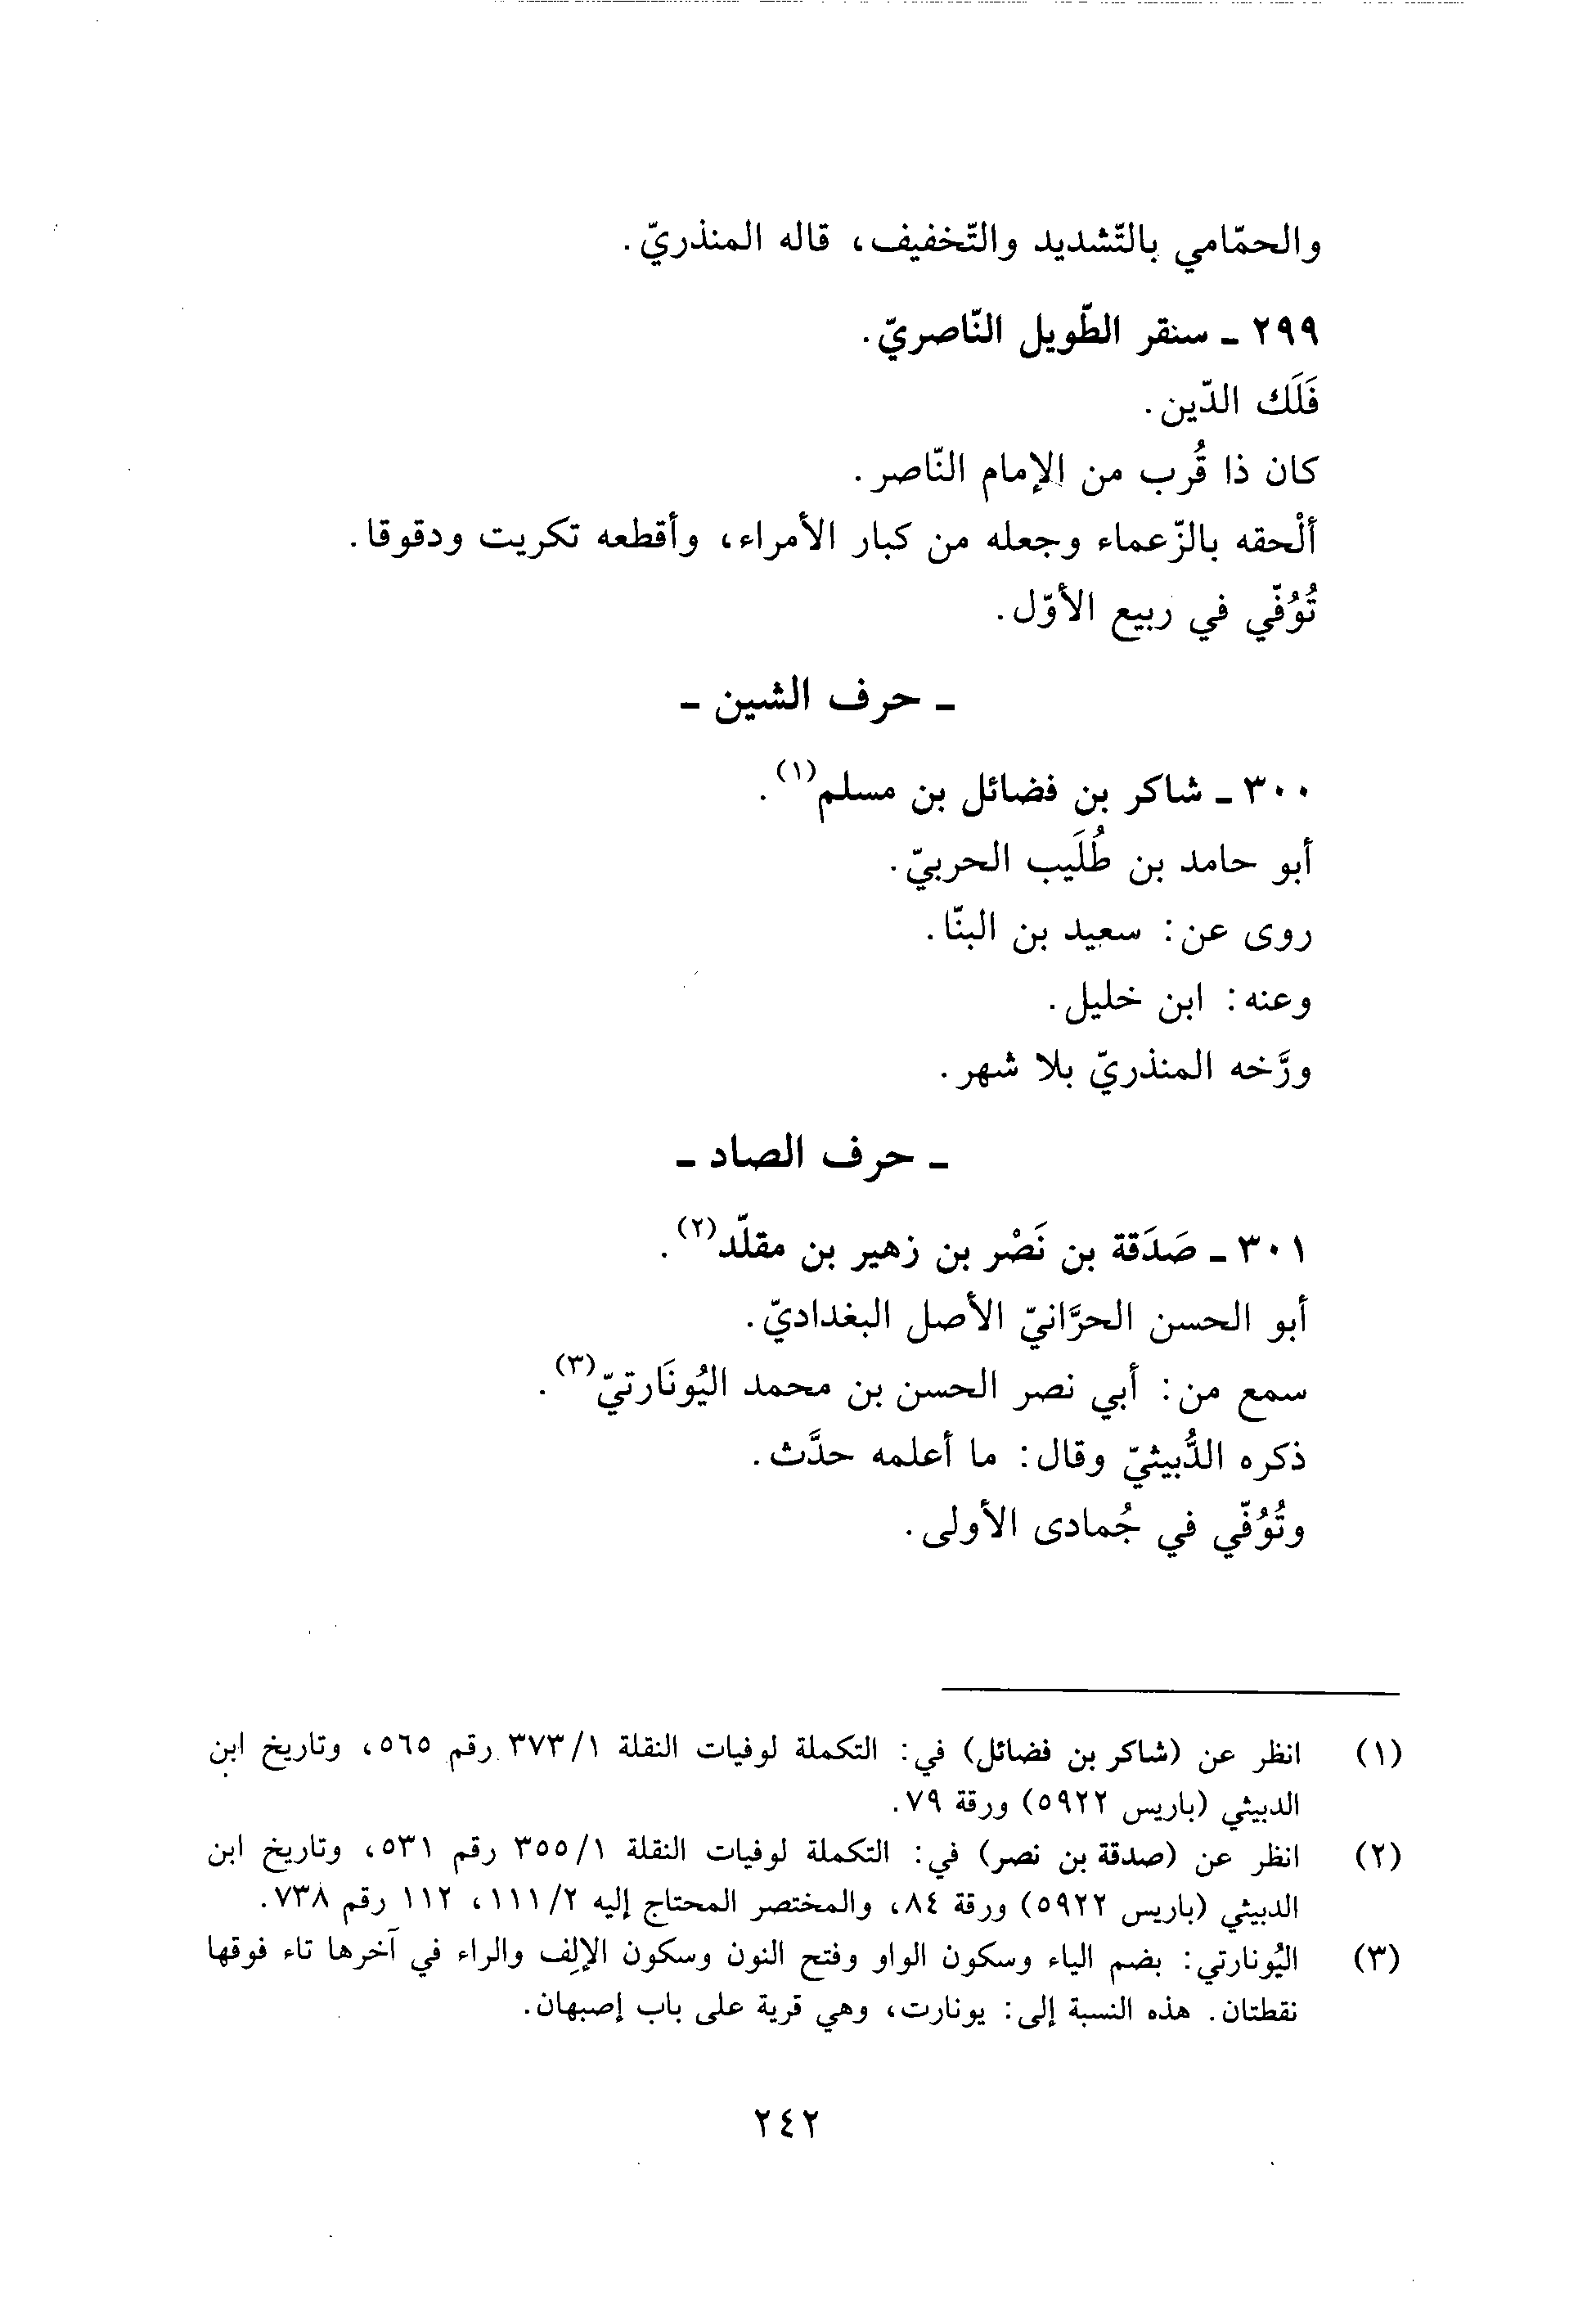 والحمّامي بالتّشديد والتّخفيف، قاله المنذريّ.
٢٩٩ ـ سنقر الطّويل النّاصريّ.
فَلَك الدّين.
كان ذا قُرب من الإمام النّاصر.
ألْحقه بالزّعماء وجعله من كبار الأمراء، وأقطعه تكريت ودقوقا.
تُوُفّي في ربيع الأوّل.
ـ حرف الشين ـ
٣٠٠ ـ شاكر بن فضائل بن مسلم(١).
أبو حامد بن طُلَيب الحربيّ.
روى عن: سعيد بن البنّا.
وعنه: ابن خليل.
ورَّخه المنذريّ بلا شهر.
ـ حرف الصاد ـ
٣٠١ ـ صَدَقة بن نَصْر بن زهير بن مقلّد(٢).
أبو الحسن الحرَّانيّ الأصل البغداديّ.
سمع من: أبي نصر الحسن بن محمد اليُونَارتيّ(٣).
ذكره الدُّبيثيّ وقال: ما أعلمه حدَّث.
وتُوُفّي في جُمادى الأولى.
(١) انظر عن (شاكر بن فضائل) في: التكملة لوفيات النقلة ١/ ٣٧٣ رقم ٥٦٥، وتاريخ ابن
الدبيثي (باريس ٥٩٢٢) ورقة ٧٩.
(٢) انظر عن (صدقة بن نصر) في: التكملة لوفيات النقلة ١/ ٣٥٥ رقم ٥٣١، وتاريخ ابن
الدبيثي (باريس ٥٩٢٢) ورقة ٨٤، والمختصر المحتاج إليه ٢/ ١١١، ١١٢ رقم ٧٣٨.
(٣) اليُونارتي: بضم الياء وسكون الواو وفتح النون وسكون الإلِف والراء في آخرها تاء فوقها
نقطتان. هذه النسبة إلى: يونارت، وهي قرية على باب إصبهان.
٢٤٢